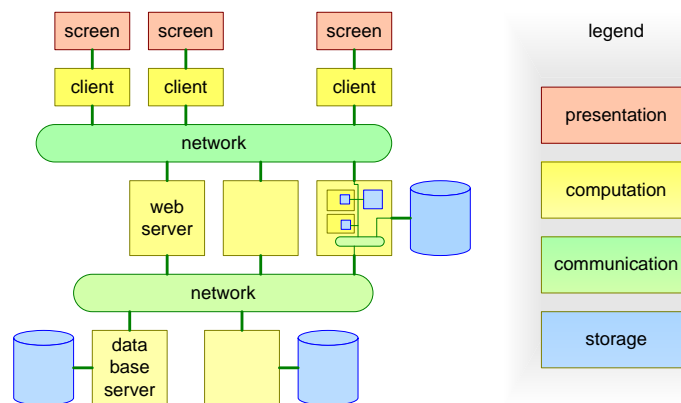 screen
screen
screen
client
client
client
network
web
server
network
data
base
server
legend
presentation
computation
communication
storage